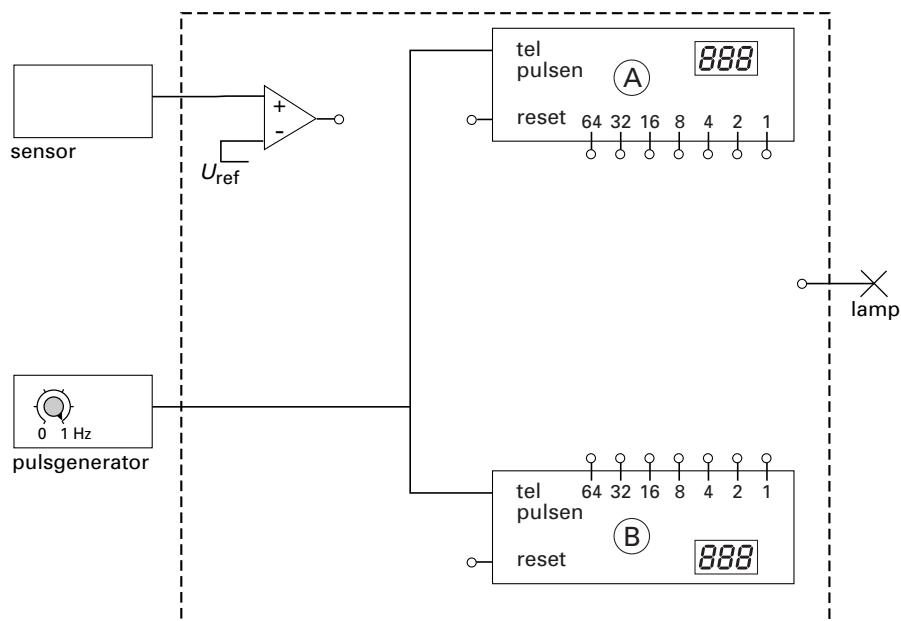 tel
pulsen
A
888
reset 64 32 16 8 4 2 1
+
-
sensor
Uref
lamp
0 1 Hz
pulsgenerator
tel 64 32 16 8 4 2 1
pulsen
B
reset
888